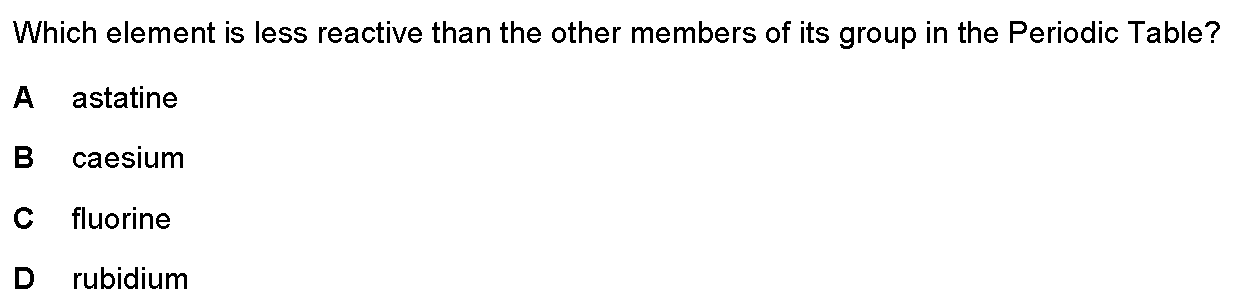 Which element is less reactive than the other members of its group in the Periodic Table?
A astatine
B caesium
C fluorine
D rubidium